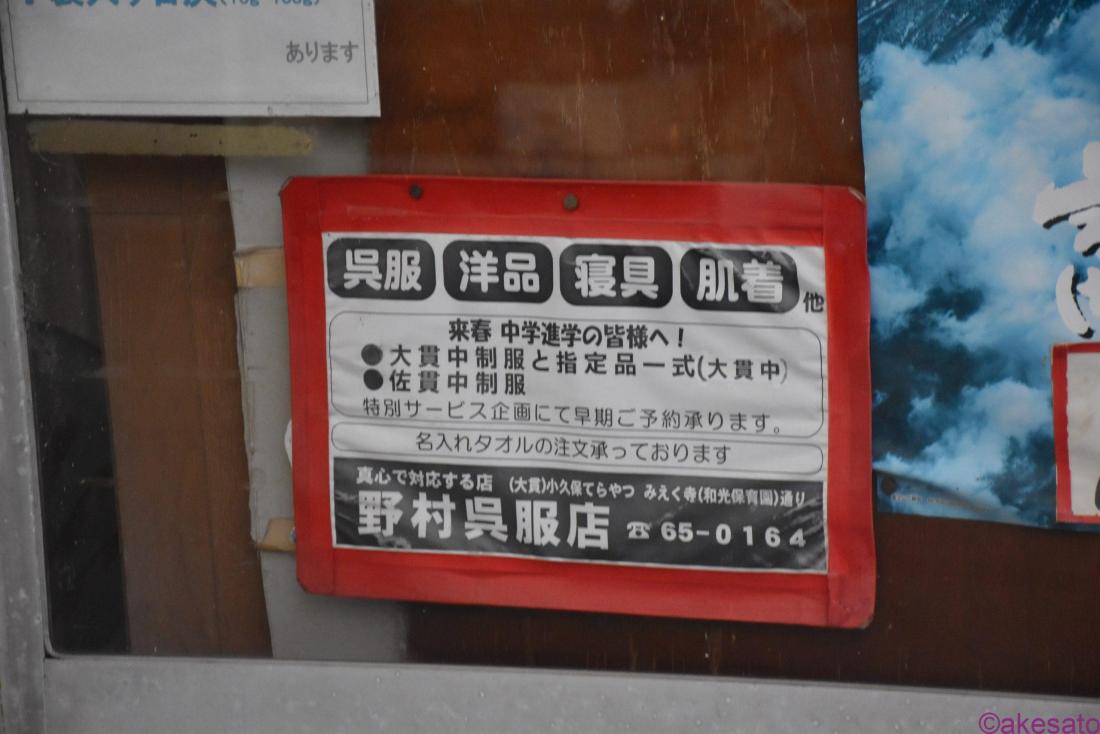 あります
呉服 洋品 寝具 肌着 他
来春 中学進学の皆様へ！
●大貫中制服と指定品一式(大貫中)
●佐貫中制服
特別サービス企画にて早期ご予約承ります。
名入れタオルの注文承っております
真心で対応する店 (大貫)小久保てらやつ みえく寺(和光保育園)通り
野村呉服店 ☎ 65-0164
©akesato